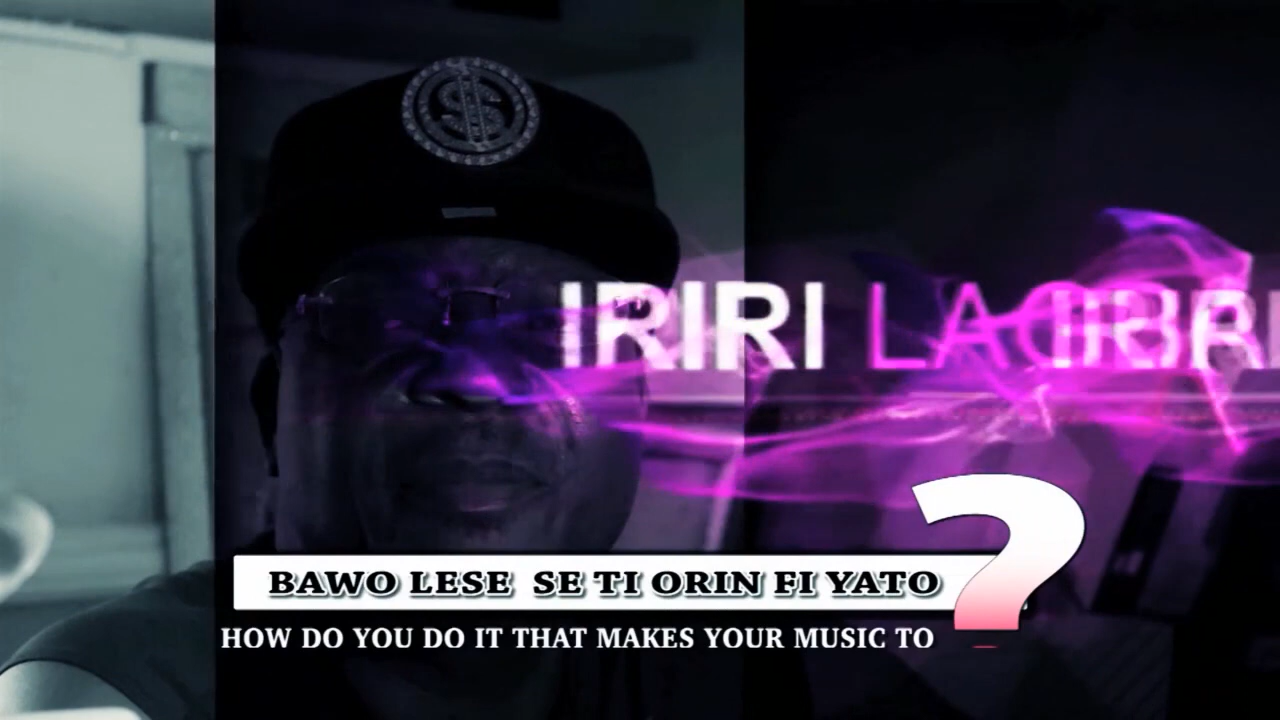 IRIRI
BAWO LESE SE TI ORIN FI YATO ?
HOW DO YOU DO IT THAT MAKES YOUR MUSIC TO